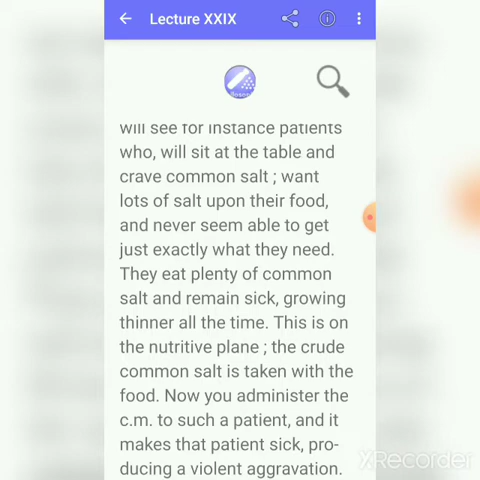 Lecture XXIX
will see for instance patients
who, will sit at the table and
crave common salt ; want
lots of salt upon their food,
and never seem able to get
just exactly what they need.
They eat plenty of common
salt and remain sick, growing
thinner all the time. This is on
the nutritive plane ; the crude
common salt is taken with the
food. Now you administer the
c.m. to such a patient, and it
makes that patient sick, pro-
ducing a violent aggravation.
XRecorder